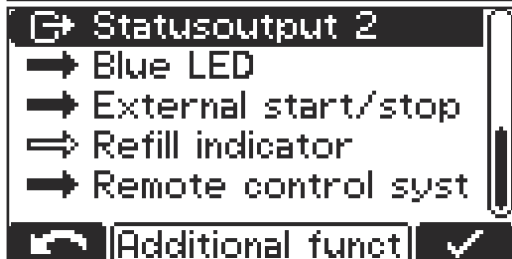 Statusoutput 2
Blue LED
External start/stop
Refill indicator
Remote control syst
Additional funct